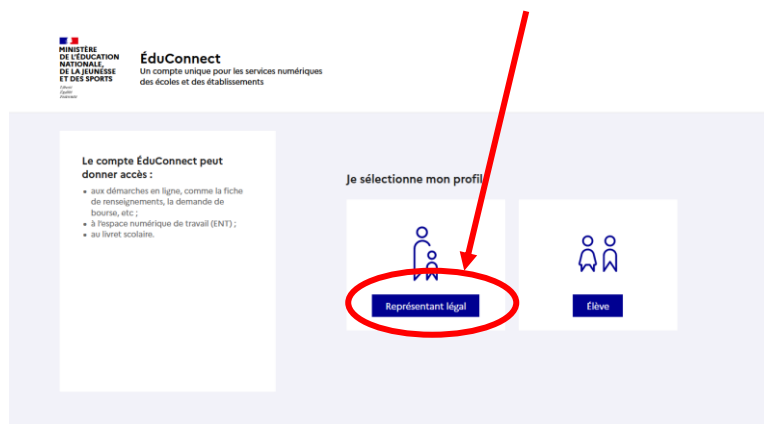 MINISTÈRE
DE L'ÉDUCATION
NATIONALE,
DE LA JEUNESSE
ET DES SPORTS
Liberté
Égalité
Fraternité
ÉduConnect
Un compte unique pour les services numériques
des écoles et des établissements
Le compte ÉduConnect peut
donner accès :
• aux démarches en ligne, comme la fiche
de renseignements, la demande de
bourse, etc ;
• à l'espace numérique de travail (ENT) ;
• au livret scolaire.
Je sélectionne mon profil
Représentant légal
Élève